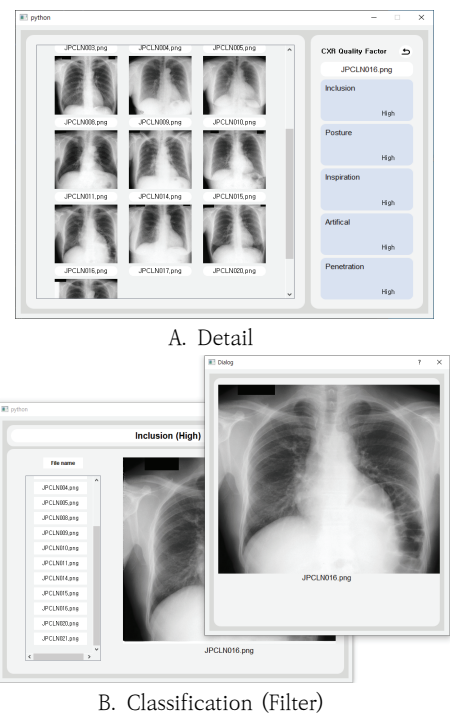 python
JPCLN003.png JPCLN004.png JPCLN005.png
JPCLN008.png JPCLN009.png JPCLN010.png
JPCLN011.png JPCLN014.png JPCLN015.png
JPCLN016.png JPCLN017.png JPCLN020.png
CXR Quality Factor
JPCLN016.png
Inclusion
High
Posture
High
Inspiration
High
Artifical
High
Penetration
High
A. Detail
python
Inclusion (High)
File name
JPCLN004.png
JPCLN005.png
JPCLN008.png
JPCLN009.png
JPCLN010.png
JPCLN011.png
JPCLN014.png
JPCLN015.png
JPCLN016.png
JPCLN020.png
JPCLN021.png
JPCLN016.png
Dialog ?
JPCLN016.png
B. Classification (Filter)